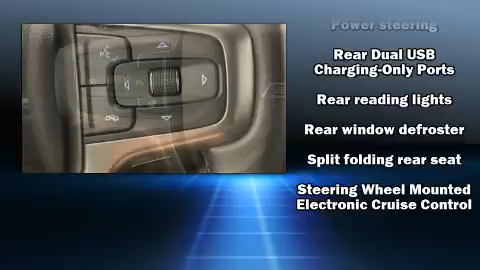 Power steering
Rear Dual USB
Charging-Only Ports
Rear reading lights
Rear window defroster
Split folding rear seat
Steering Wheel Mounted
Electronic Cruise Control